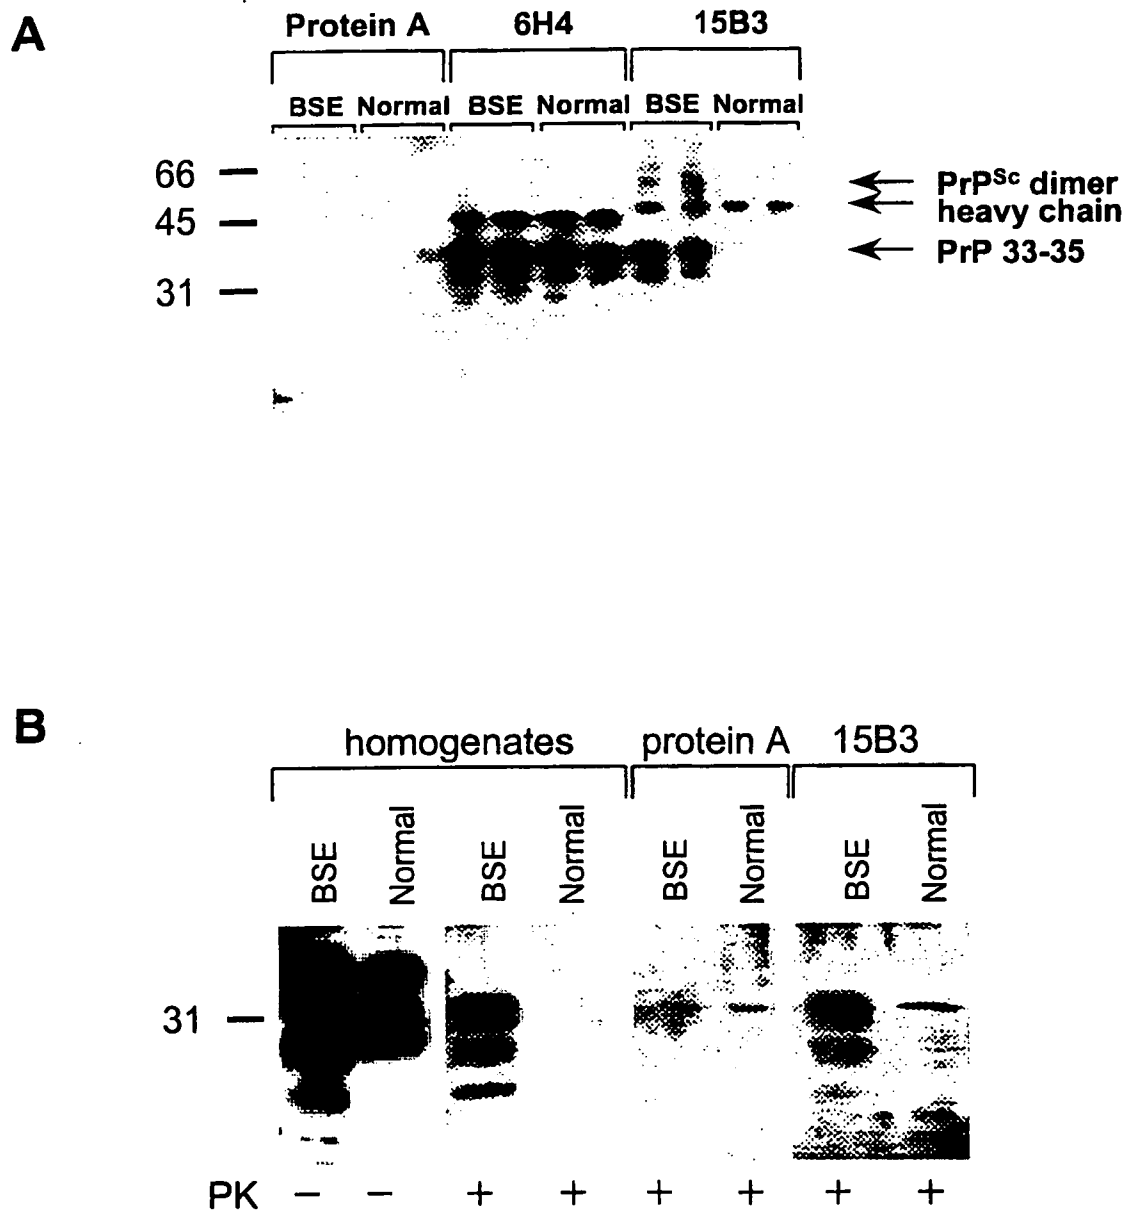 A
Protein A 6H4 15B3
BSE Normal BSE Normal BSE Normal
66
45
31
PrPSc dimer
heavy chain
PrP 33-35
B
homogenates protein A 15B3
BSE Normal BSE Normal BSE Normal BSE Normal
31
PK − − + + + + + +